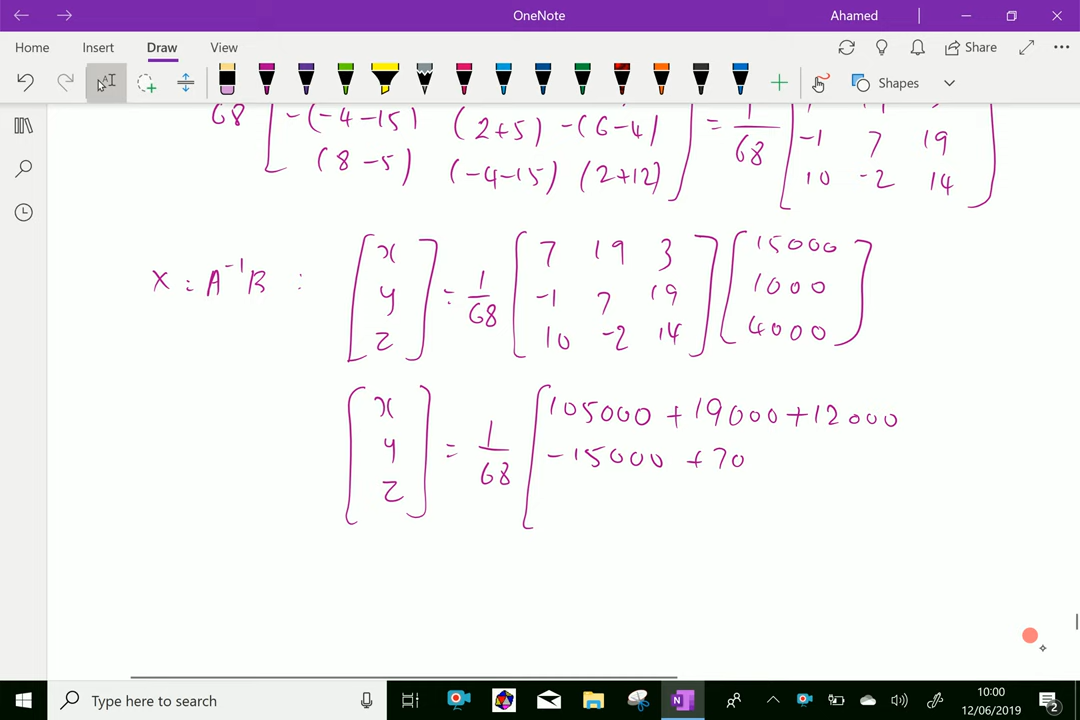 OneNote
Ahamed
Home Insert Draw View
Share
Shapes
68 -(-4-15) (2+5) -(6-4) = 1/68 -1 7 19
(8-5) (-4-15) (2+12) 10 -2 14
X = A⁻¹B : [x y z] = 1/68 [7 19 3
-1 7 19
10 -2 14] [15000
1000
4000]
[x y z] = 1/68 [105000 + 19000 + 12000
-15000 + 70
Type here to search
10:00
12/06/2019
2